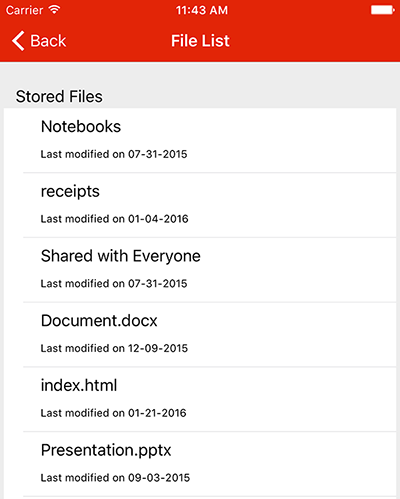 Carrier 11:43 AM
Back File List
Stored Files
Notebooks
Last modified on 07-31-2015
receipts
Last modified on 01-04-2016
Shared with Everyone
Last modified on 07-31-2015
Document.docx
Last modified on 12-09-2015
index.html
Last modified on 01-21-2016
Presentation.pptx
Last modified on 09-03-2015